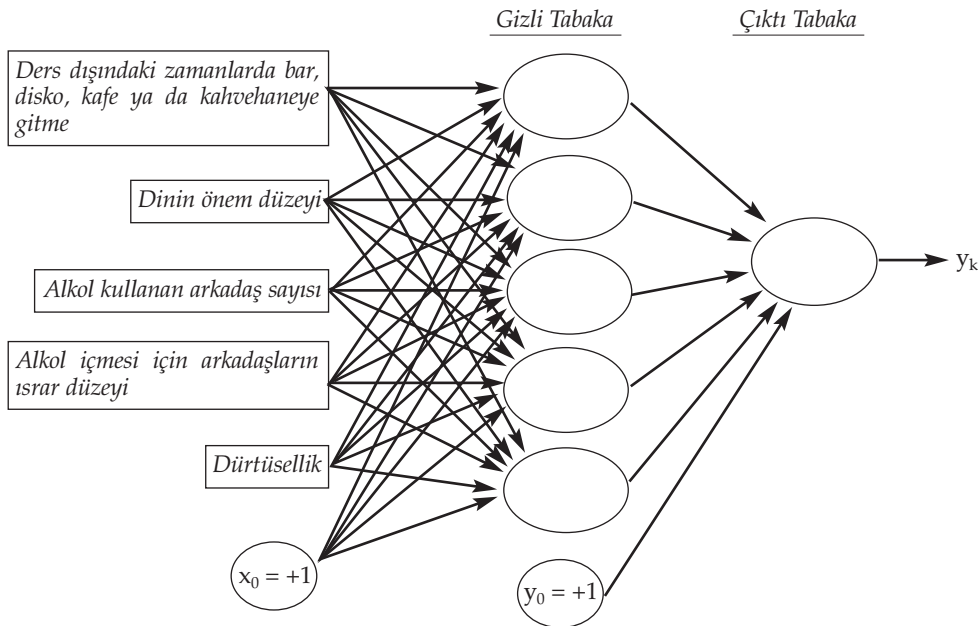 Gizli Tabaka
Çıktı Tabaka
Ders dışındaki zamanlarda bar,
disko, kafe ya da kahvehaneye
gitme
Dinin önem düzeyi
Alkol kullanan arkadaş sayısı
Alkol içmesi için arkadaşların
ısrar düzeyi
Dürtüsellik
x₀ = +1
y₀ = +1
yₖ